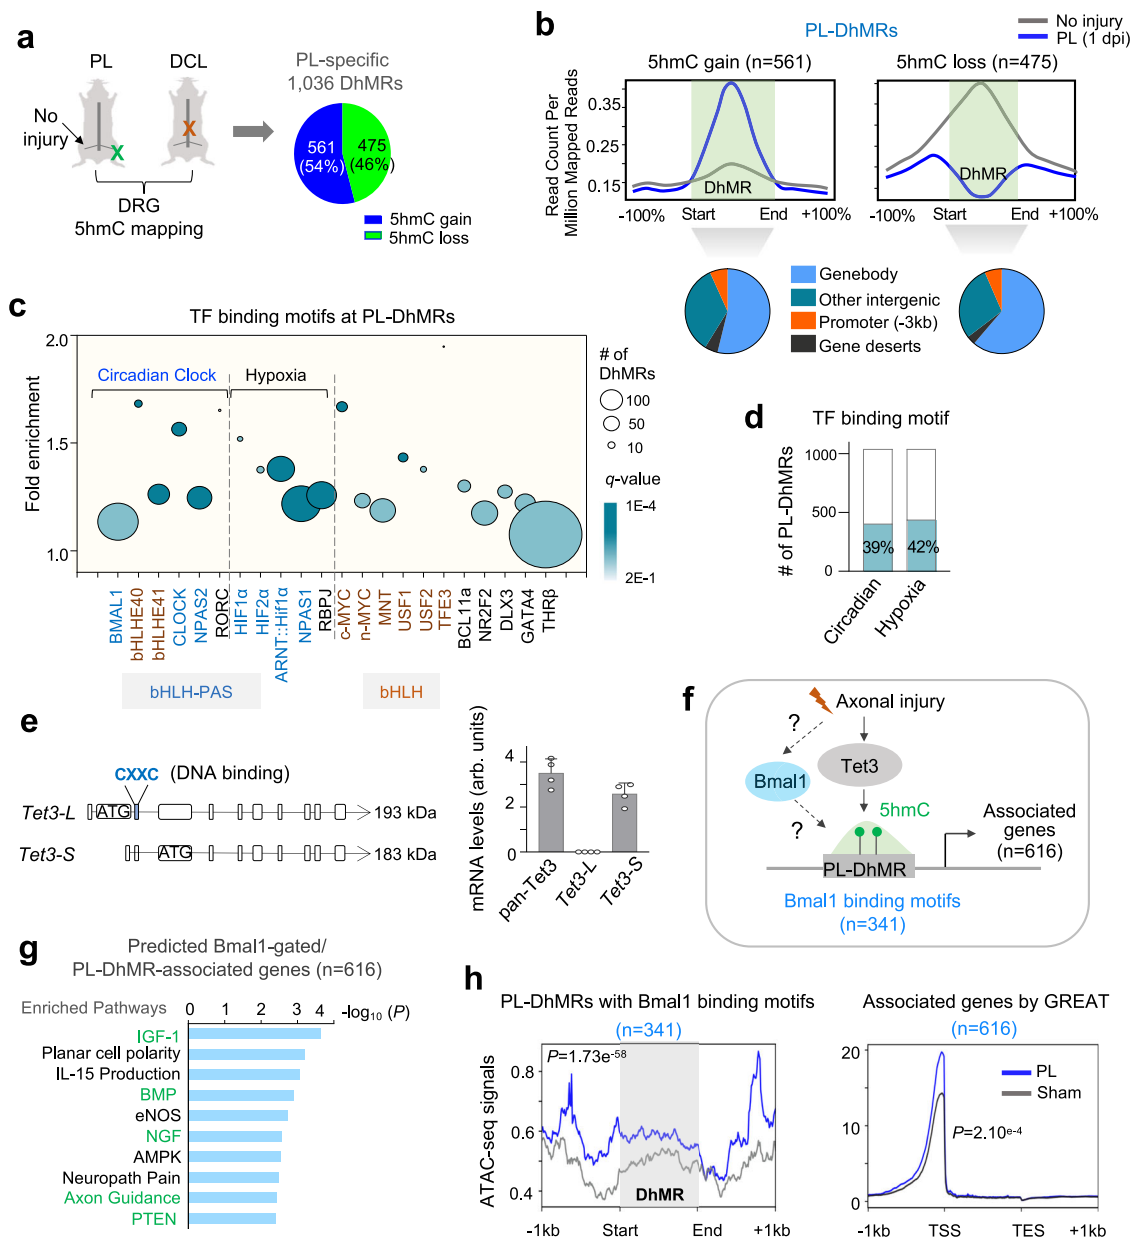 a
PL
DCL
No
injury
X
X
DRG
5hmC mapping
PL-specific
1,036 DhMRs
561
(54%)
475
(46%)
5hmC gain
5hmC loss
b
PL-DhMRs
No injury
PL (1 dpi)
5hmC gain (n=561)
5hmC loss (n=475)
Read Count Per
Million Mapped Reads
0.35
0.25
0.15
DhMR
DhMR
-100%
Start
End
+100%
-100%
Start
End
+100%
Genebody
Other intergenic
Promoter (-3kb)
Gene deserts
c
TF binding motifs at PL-DhMRs
Fold enrichment
2.0
1.5
1.0
Circadian Clock
Hypoxia
# of
DhMRs
100
50
10
q-value
1E-4
2E-1
BMAL1
bHLHE40
bHLHE41
CLOCK
NPAS2
RORC
HIF1α
HIF2α
ARNT::Hif1α
NPAS1
RBPJ
c-MYC
n-MYC
MNT
USF1
USF2
TFE3
BCL11a
NR2F2
DLX3
GATA4
THRβ
bHLH-PAS
bHLH
d
TF binding motif
# of PL-DhMRs
1000
500
0
39%
42%
Circadian
Hypoxia
e
CXXC (DNA binding)
Tet3-L
ATG
193 kDa
Tet3-S
ATG
183 kDa
mRNA levels (arb. units)
4
2
0
pan-Tet3
Tet3-L
Tet3-S
f
Axonal injury
?
Bmal1
Tet3
?
5hmC
PL-DhMR
Associated
genes
(n=616)
Bmal1 binding motifs
(n=341)
g
Predicted Bmal1-gated/
PL-DhMR-associated genes (n=616)
Enriched Pathways
0 1 2 3 4
-log10 (P)
IGF-1
Planar cell polarity
IL-15 Production
BMP
eNOS
NGF
AMPK
Neuropath Pain
Axon Guidance
PTEN
h
PL-DhMRs with Bmal1 binding motifs
(n=341)
ATAC-seq signals
0.8
0.6
0.4
P=1.73e-58
DhMR
-1kb
Start
End
+1kb
Associated genes by GREAT
(n=616)
20
15
10
5
0
PL
Sham
P=2.10e-4
-1kb
TSS
TES
+1kb